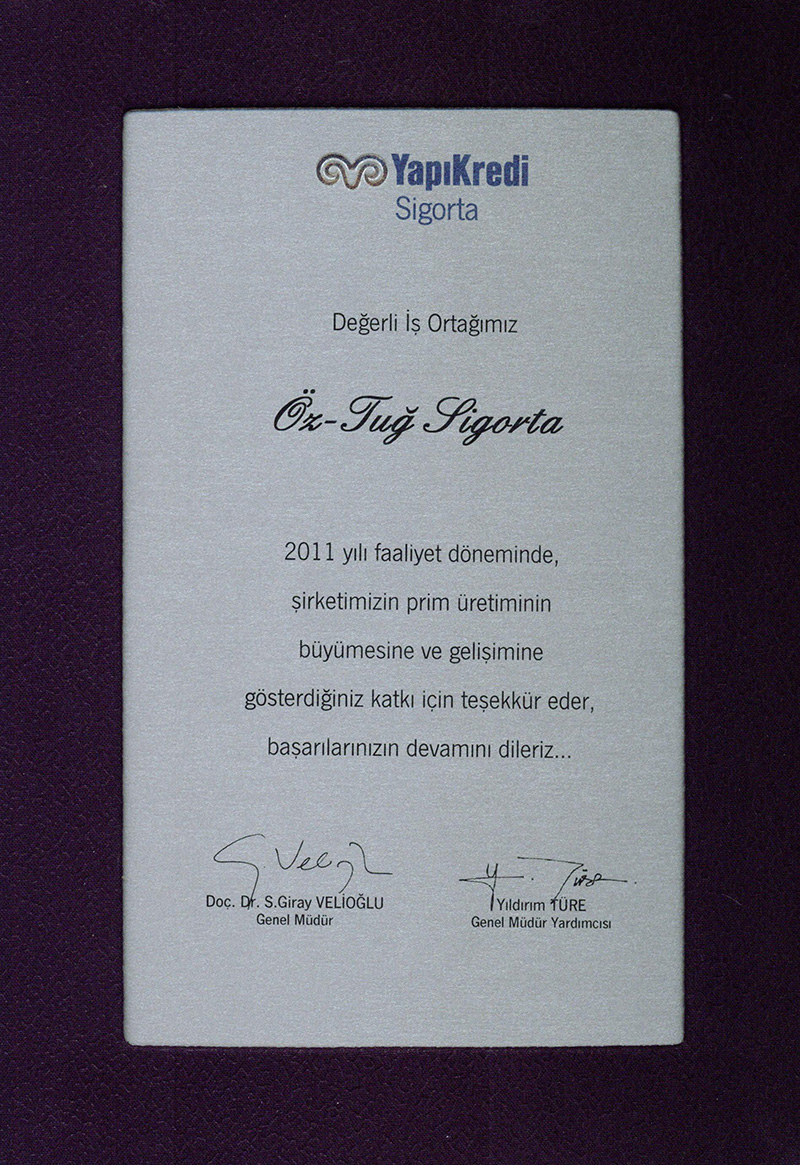 YapıKredi
Sigorta
Değerli İş Ortağımız
Öz-Tuğ Sigorta
2011 yılı faaliyet döneminde,
şirketimizin prim üretiminin
büyümesine ve gelişimine
gösterdiğiniz katkı için teşekkür eder,
başarılarınızın devamını dileriz...
Doç. Dr. S.Giray VELİOĞLU
Genel Müdür
Yıldırım TÜRE
Genel Müdür Yardımcısı